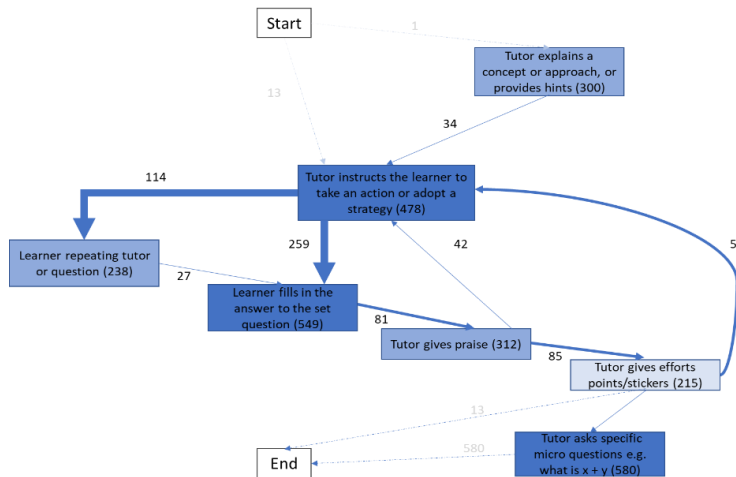 Start
1
Tutor explains a
concept or approach, or
provides hints (300)
13
34
Tutor instructs the learner to
take an action or adopt a
strategy (478)
114
259
42
5
Learner repeating tutor
or question (238)
27
Learner fills in the
answer to the set
question (549)
81
Tutor gives praise (312)
85
Tutor gives efforts
points/stickers (215)
13
Tutor asks specific
micro questions e.g.
what is x + y (580)
580
End